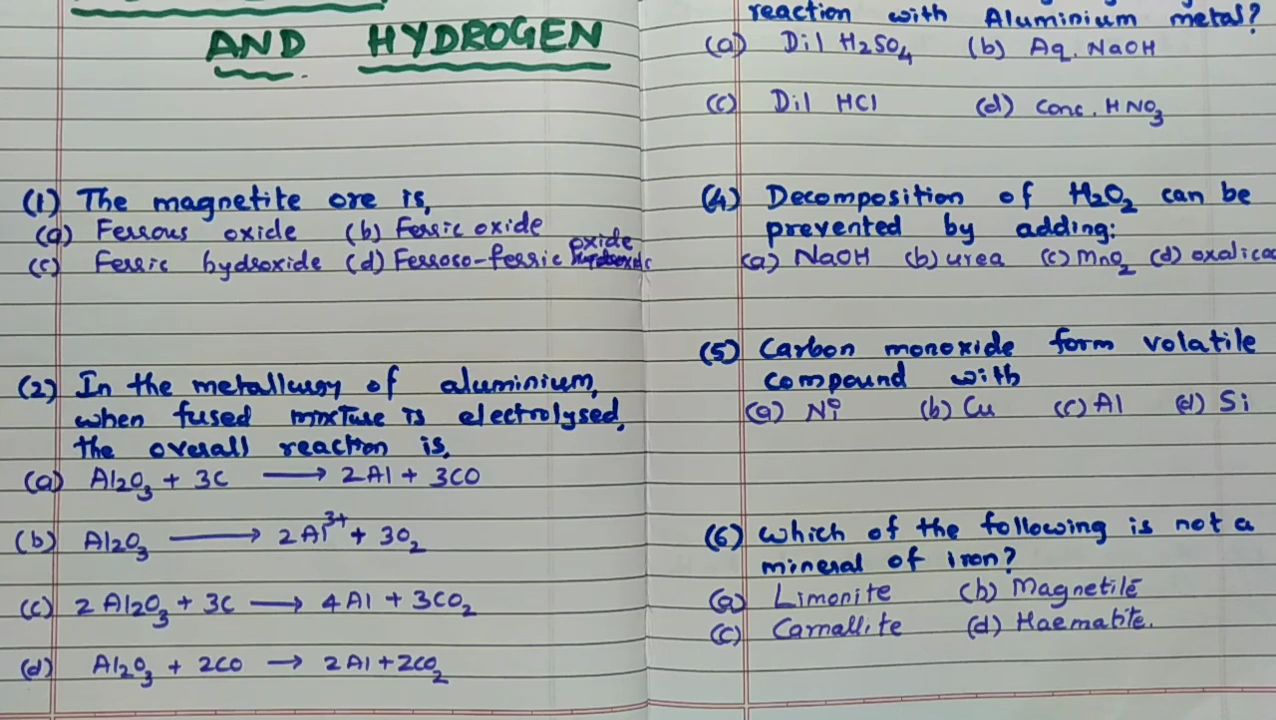 AND HYDROGEN
(1) The magnetite ore is,
(a) Ferrous oxide (b) Ferric oxide
(c) Ferric hydroxide (d) Ferroso-ferric oxide
(2) In the metallurgy of aluminium,
when fused mixture is electrolysed,
the overall reaction is,
(a) Al2O3 + 3C ⟶ 2Al + 3CO
(b) Al2O3 ⟶ 2Al³⁺ + 3O2
(c) 2Al2O3 + 3C ⟶ 4Al + 3CO2
(d) Al2O3 + 2CO → 2Al + 2CO2
reaction with Aluminium metal?
(a) Dil H2SO4 (b) Aq. NaOH
(c) Dil HCl (d) Conc. HNO3
(4) Decomposition of H2O2 can be
prevented by adding:
(a) NaOH (b) urea (c) MnO2 (d) oxalic
(5) Carbon monoxide form volatile
compound with
(a) Ni (b) Cu (c) Al (d) Si
(6) Which of the following is not a
mineral of iron?
(a) Limonite (b) Magnetile
(c) Carnallite (d) Haematite.